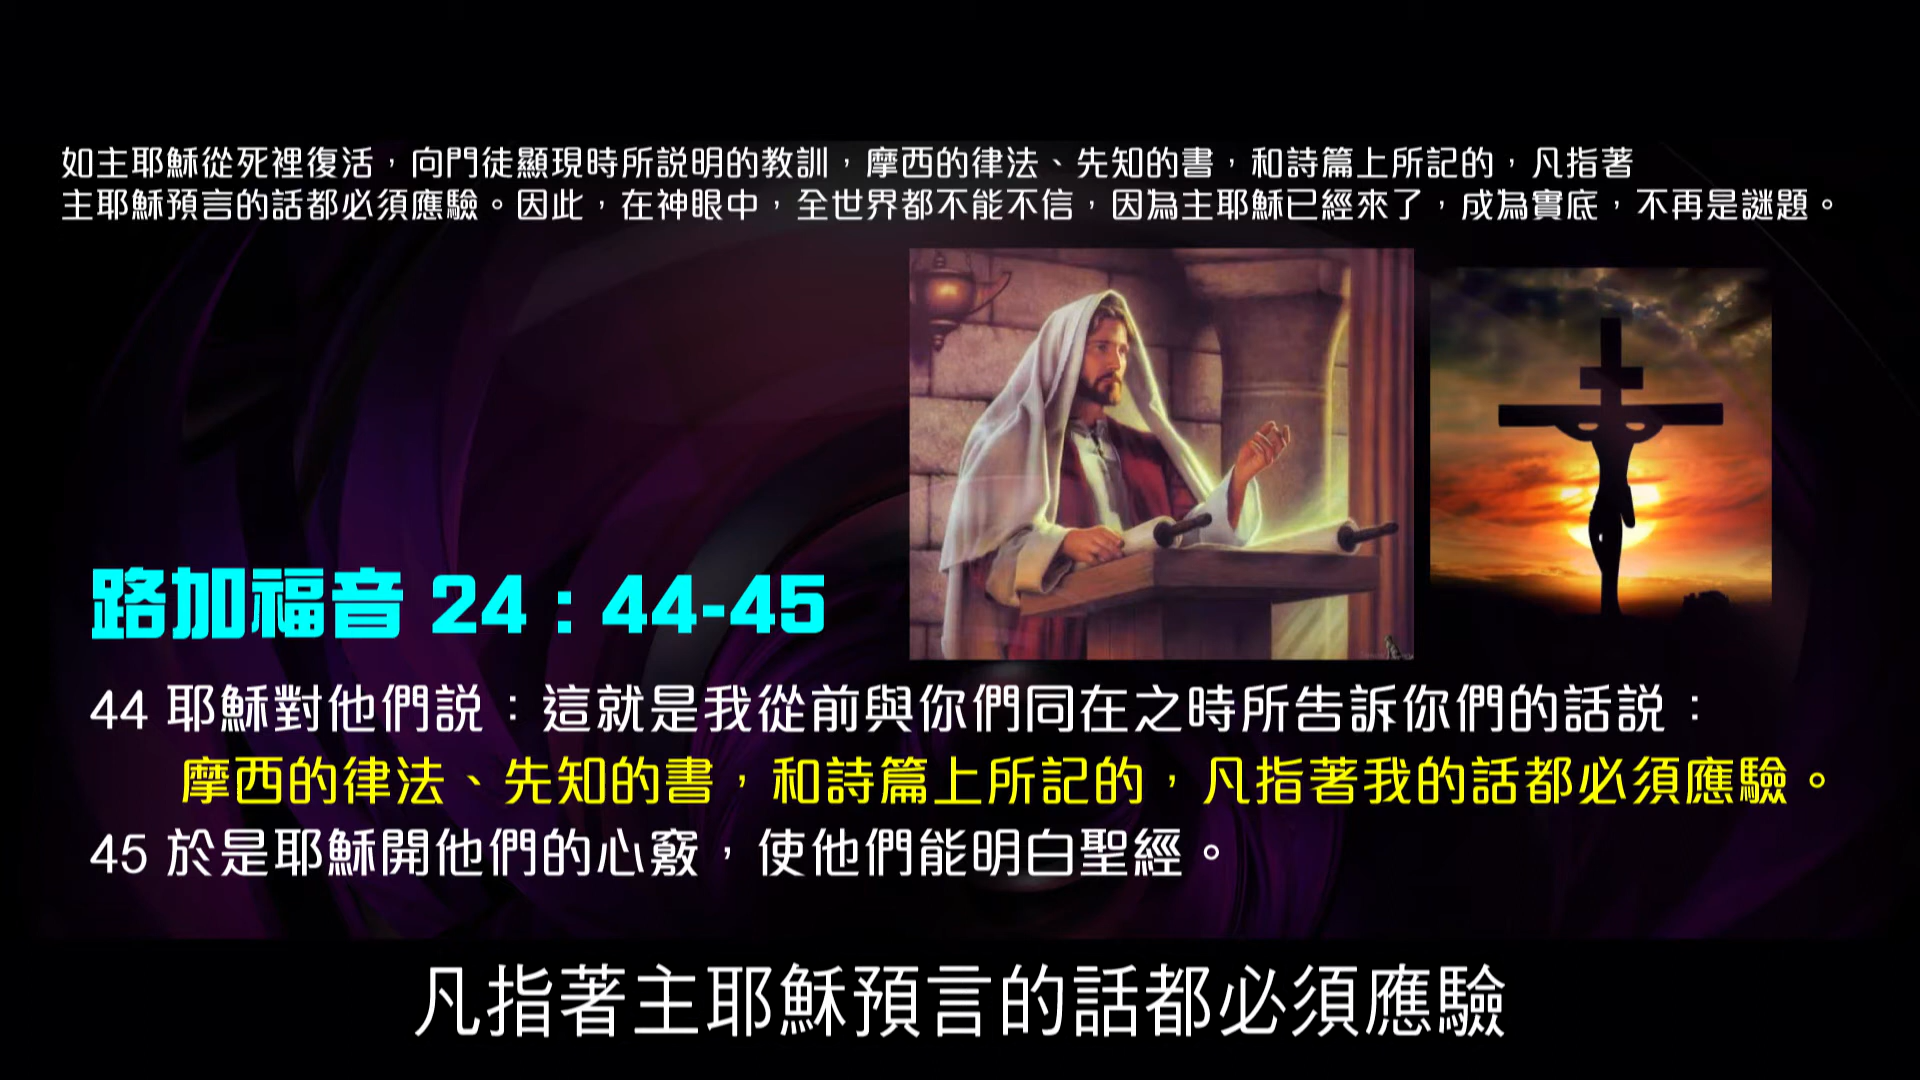 如主耶穌從死裡復活，向門徒顯現時所說明的教訓，摩西的律法、先知的書，和詩篇上所記的，凡指著
主耶穌預言的話都必須應驗。因此，在神眼中，全世界都不能不信，因為主耶穌已經來了，成為實底，不再是謎題。
路加福音 24：44-45
44 耶穌對他們説：這就是我從前與你們同在之時所告訴你們的話説：
摩西的律法、先知的書，和詩篇上所記的，凡指著我的話都必須應驗。
45 於是耶穌開他們的心竅，使他們能明白聖經。
凡指著主耶穌預言的話都必須應驗